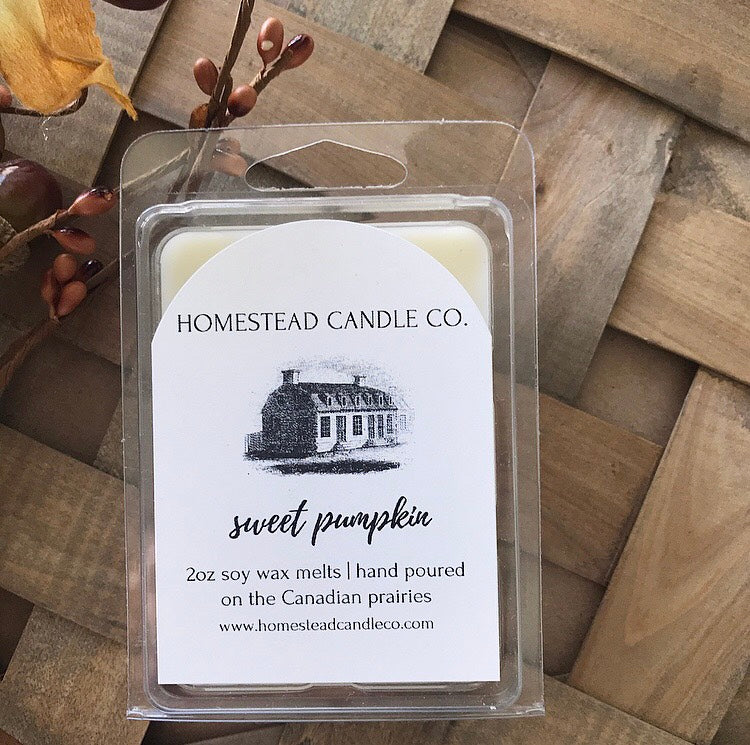 HOMESTEAD CANDLE CO.
sweet pumpkin
2oz soy wax melts | hand poured
on the Canadian prairies
www.homesteadcandleco.com